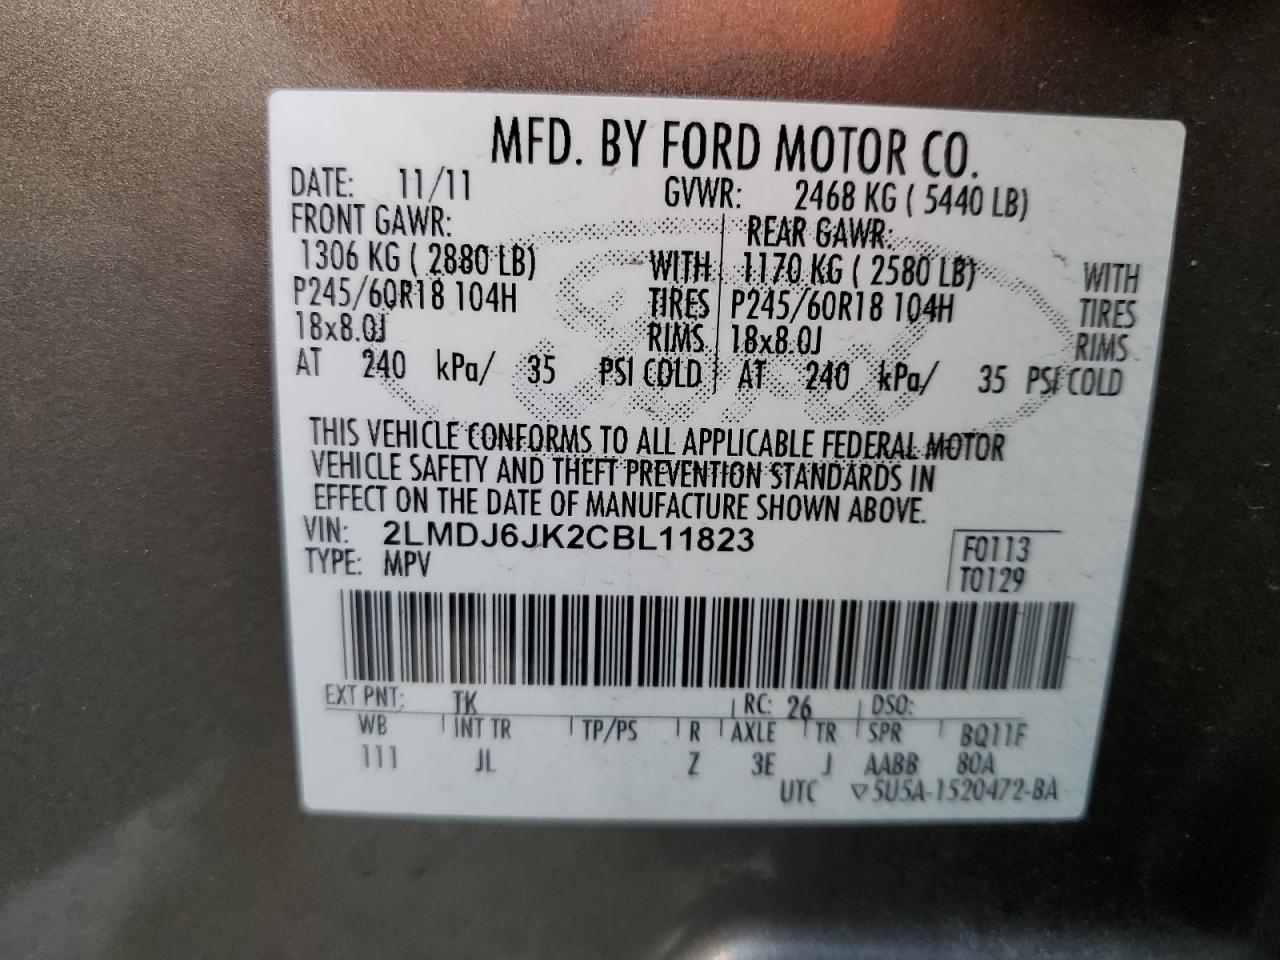 MFD. BY FORD MOTOR CO.
DATE: 11/11 GVWR: 2468 KG ( 5440 LB)
FRONT GAWR: REAR GAWR:
1306 KG ( 2880 LB) WITH 1170 KG ( 2580 LB) WITH
P245/60R18 104H TIRES P245/60R18 104H TIRES
18x8.0J RIMS 18x8.0J RIMS
AT 240 kPa/ 35 PSI COLD AT 240 kPa/ 35 PSI COLD
THIS VEHICLE CONFORMS TO ALL APPLICABLE FEDERAL MOTOR
VEHICLE SAFETY AND THEFT PREVENTION STANDARDS IN
EFFECT ON THE DATE OF MANUFACTURE SHOWN ABOVE.
VIN: 2LMDJ6JK2CBL11823 F0113
TYPE: MPV T0129
EXT PNT: TK RC: 26 DSO:
WB INT TR TP/PS R AXLE TR SPR BQ11F
111 JL Z 3E J AABB 80A
UTC ▽5U5A-1520472-BA